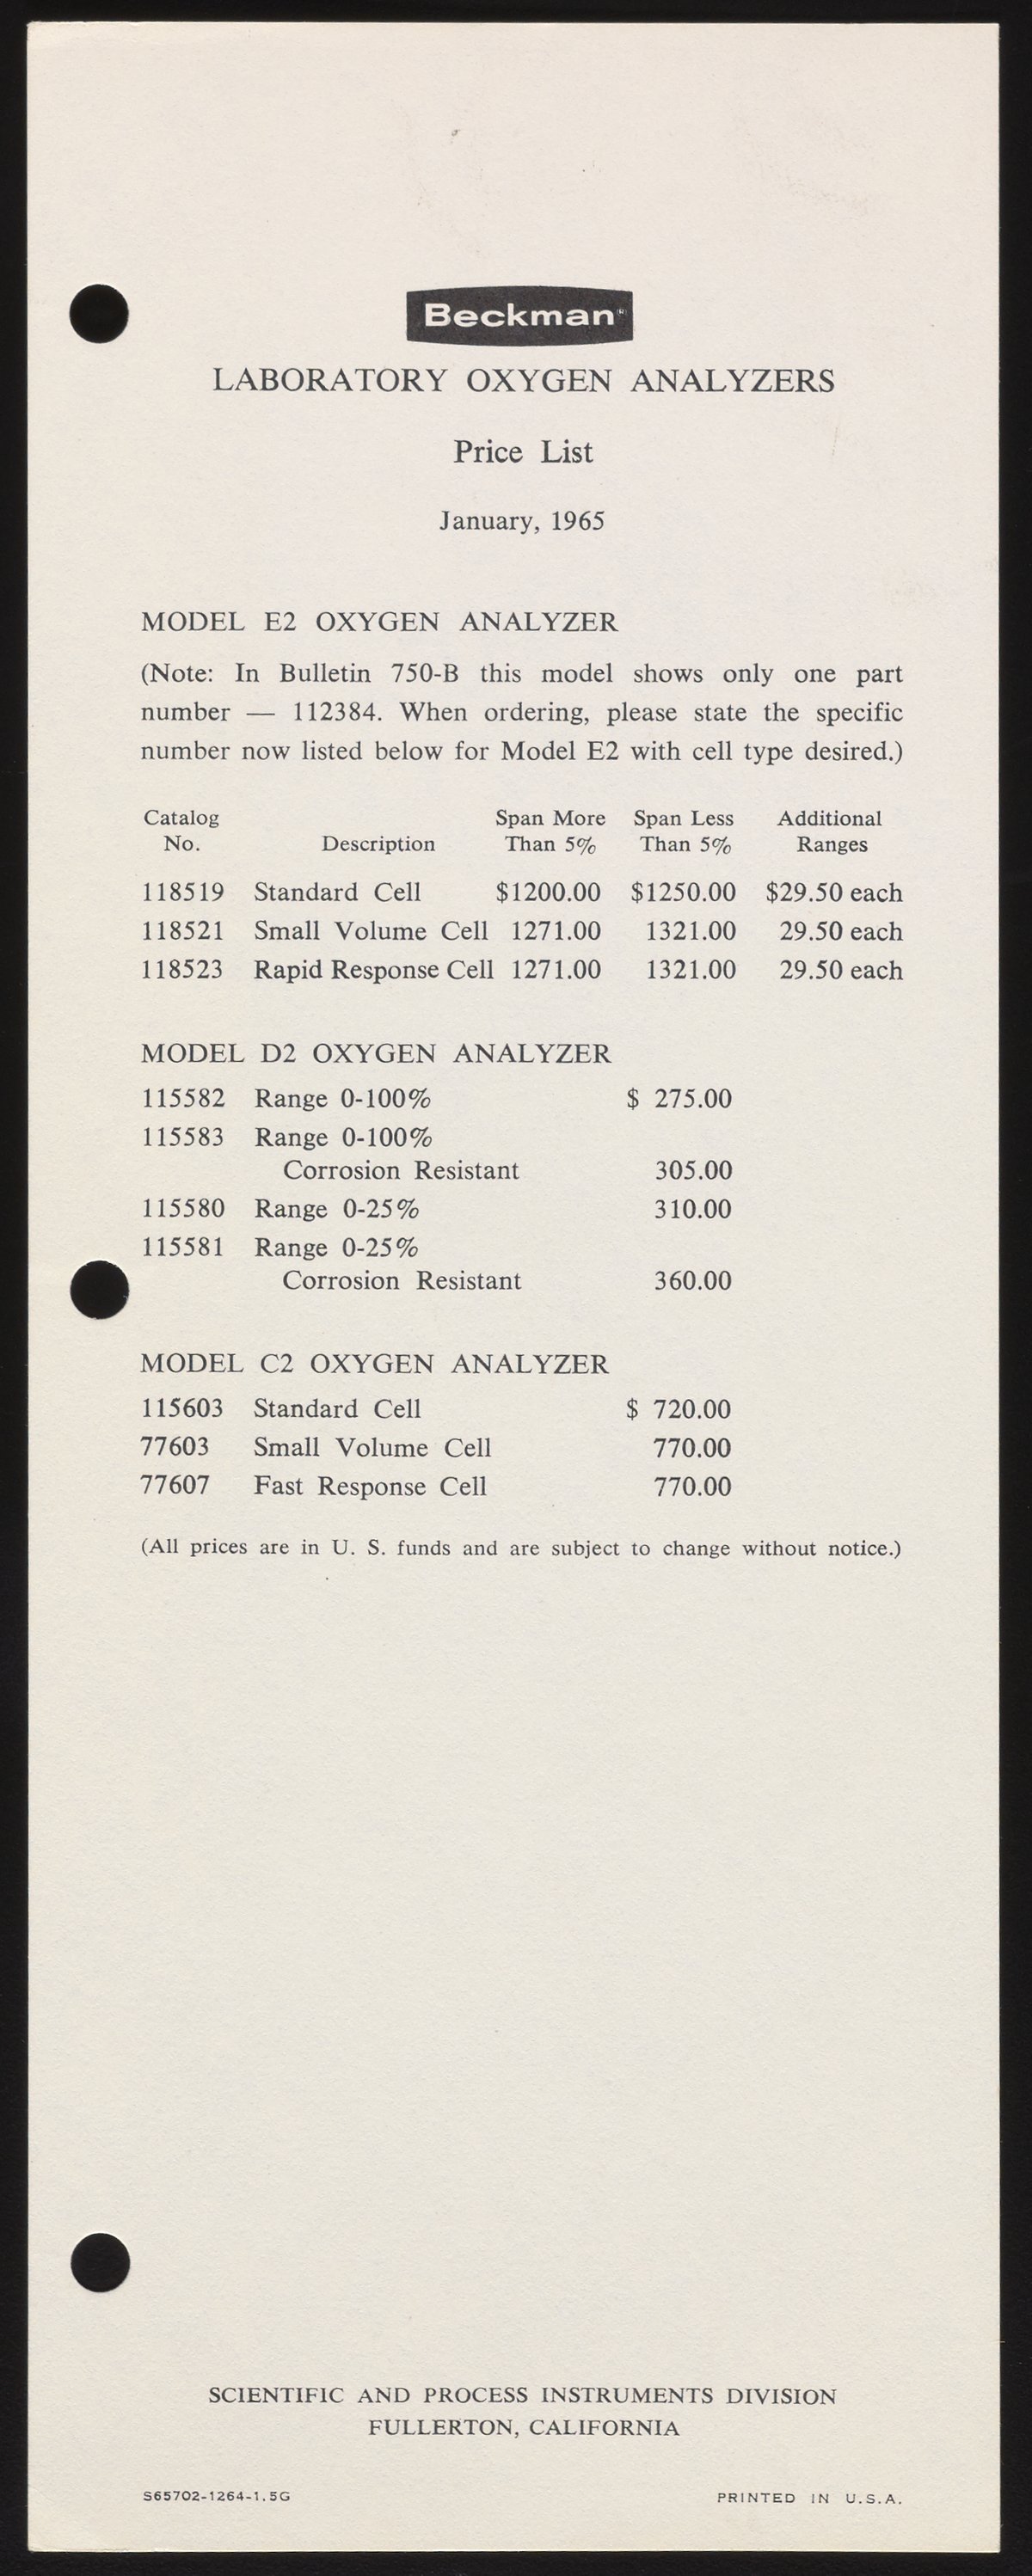 Beckman®
LABORATORY OXYGEN ANALYZERS
Price List
January, 1965
MODEL E2 OXYGEN ANALYZER
(Note: In Bulletin 750-B this model shows only one part
number — 112384. When ordering, please state the specific
number now listed below for Model E2 with cell type desired.)
Catalog Span More Span Less Additional
No. Description Than 5% Than 5% Ranges
118519 Standard Cell $1200.00 $1250.00 $29.50 each
118521 Small Volume Cell 1271.00 1321.00 29.50 each
118523 Rapid Response Cell 1271.00 1321.00 29.50 each
MODEL D2 OXYGEN ANALYZER
115582 Range 0-100% $ 275.00
115583 Range 0-100%
Corrosion Resistant 305.00
115580 Range 0-25% 310.00
115581 Range 0-25%
Corrosion Resistant 360.00
MODEL C2 OXYGEN ANALYZER
115603 Standard Cell $ 720.00
77603 Small Volume Cell 770.00
77607 Fast Response Cell 770.00
(All prices are in U. S. funds and are subject to change without notice.)
SCIENTIFIC AND PROCESS INSTRUMENTS DIVISION
FULLERTON, CALIFORNIA
S65702-1264-1.5G PRINTED IN U.S.A.